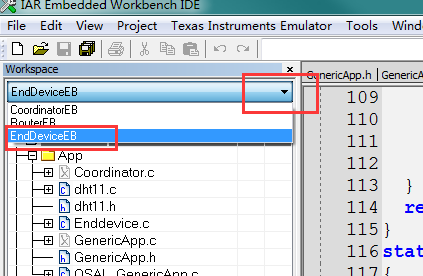 IAR Embedded Workbench IDE
File Edit View Project Texas Instruments Emulator Tools Window
Workspace ×
GenericApp.h GenericA
EndDeviceEB
CoordinatorEB
RouterEB
EndDeviceEB
App
Coordinator.c
dht11.c
dht11.h
Enddevice.c
GenericApp.c
GenericApp.h
OSAL_GenericApp.c
109
110
111
112
113 }
114 re
115 }
116 stat
117 {